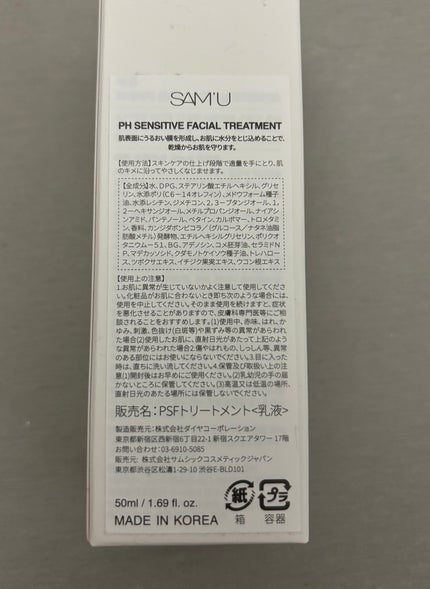 SAM'U
PH SENSITIVE FACIAL TREATMENT
肌表面にうるおい膜を形成し、お肌に水分をとじ込めることで、
乾燥からお肌を守ります。
【使用方法】スキンケアの仕上げ段階で適量を手にとり、肌
のキメに沿ってやさしくなじませます。
【全成分】水、DPG、ステアリン酸エチルヘキシル、グリセ
リン、水添ポリ(C6-14オレフィン)、メドウフォーム種子
油、水添レシチン、ジメチコン、2,3-ブタンジオール、1,
2-ヘキサンジオール、メチルプロパンジオール、ナイアシ
ンアミド、パンテノール、ベタイン、カルボマー、トロメタミ
ン、香料、カンジダボンビコラ/(グルコース/ナタネ油脂
肪酸メチル)発酵物、エチルヘキシルグリセリン、ポリクオ
タニウム-51、BG、アデノシン、コメ胚芽油、セラミドN
P、マデカッソシド、クダモノトケイソウ種子油、トレハロー
ス、ツボクサエキス、イチジク果実エキス、ウコン根エキス
【使用上の注意】
1.お肌に異常が生じていないかよく注意して使用してくださ
い。化粧品がお肌に合わないとき即ち次のような場合には、
使用を中止してください。そのまま使用を続けますと、症状
を悪化させることがありますので、皮膚科専門医等にご相
談されることをおすすめします。(1)使用中、赤味、はれ、か
ゆみ、刺激、色抜け(白斑等)や黒ずみ等の異常があらわれ
た場合(2)使用したお肌に、直射日光があたって上記のよう
な異常があらわれた場合2.傷やはれもの、しっしん等、異常
のある部位にはお使いにならないでください。3.目に入った
時は、直ちに洗い流してください。4.保管及び取扱い上の注
意(1)開封後はお早めにご使用ください。(2)乳幼児の手の届
かないところに保管してください。(3)高温又は低温の場所、
直射日光のあたる場所には保管しないでください。
販売名:PSFトリートメント<乳液>
製造販売元: 株式会社ダイヤコーポレーション
東京都新宿区西新宿6丁目22-1 新宿スクエアタワー 17階
お問い合わせ:03-6910-5085
販売元: 株式会社サムシックコスメティックジャパン
東京都渋谷区松濤1-29-10 渋谷E-BLD101
50ml / 1.69 fl. oz.
MADE IN KOREA
紙
箱
プラ
容器